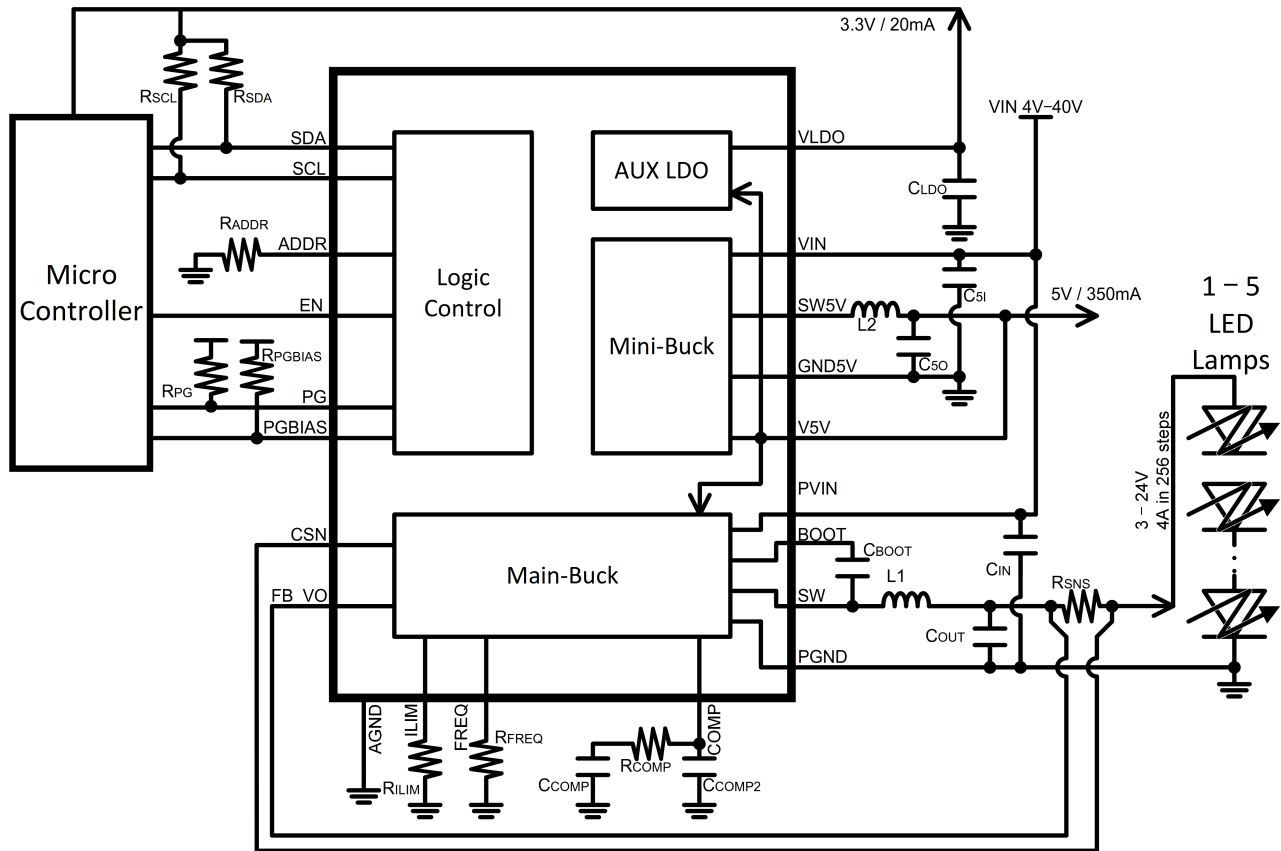 3.3V / 20mA
RSCL
RSDA
VIN 4V–40V
SDA
SCL
VLDO
AUX LDO
CLDO
RADDR
ADDR
VIN
Micro
Controller
Logic
Control
EN
Mini-Buck
SW5V
L2
C5I
5V / 350mA
1 – 5
LED
Lamps
RPG
RPGBIAS
C5O
GND5V
PG
PGBIAS
V5V
3 – 24V
4A in 256 steps
PVIN
CSN
BOOT
CBOOT
CIN
Main-Buck
L1
RSNS
FB VO
SW
COUT
PGND
AGND
ILIM
FREQ
COMP
RILIM
RFREQ
CCOMP
RCOMP
CCOMP2